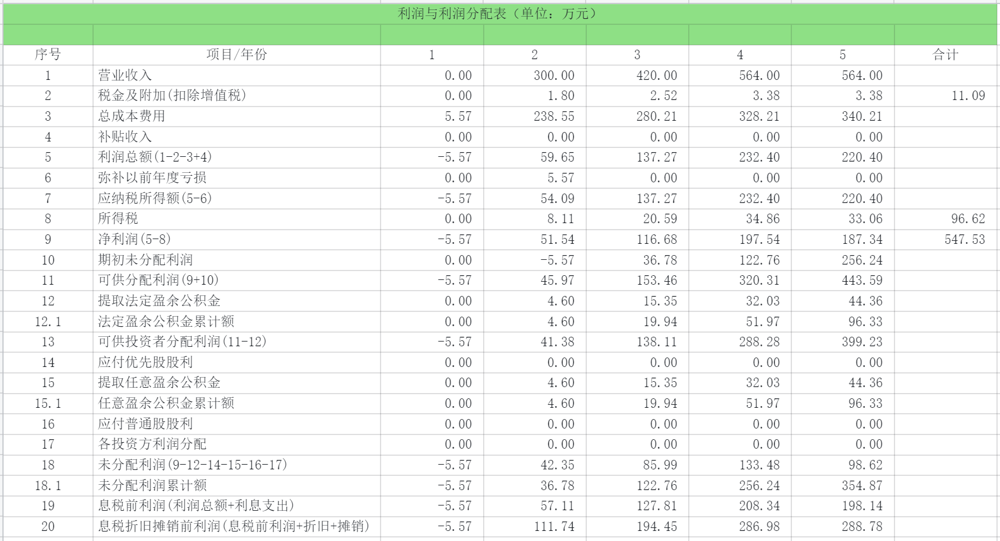 利润与利润分配表（单位：万元）
序号 项目/年份 1 2 3 4 5 合计
1 营业收入 0.00 300.00 420.00 564.00 564.00
2 税金及附加(扣除增值税) 0.00 1.80 2.52 3.38 3.38 11.09
3 总成本费用 5.57 238.55 280.21 328.21 340.21
4 补贴收入 0.00 0.00 0.00 0.00 0.00
5 利润总额(1-2-3+4) -5.57 59.65 137.27 232.40 220.40
6 弥补以前年度亏损 0.00 5.57 0.00 0.00 0.00
7 应纳税所得额(5-6) -5.57 54.09 137.27 232.40 220.40
8 所得税 0.00 8.11 20.59 34.86 33.06 96.62
9 净利润(5-8) -5.57 51.54 116.68 197.54 187.34 547.53
10 期初未分配利润 0.00 -5.57 36.78 122.76 256.24
11 可供分配利润(9+10) -5.57 45.97 153.46 320.31 443.59
12 提取法定盈余公积金 0.00 4.60 15.35 32.03 44.36
12.1 法定盈余公积金累计额 0.00 4.60 19.94 51.97 96.33
13 可供投资者分配利润(11-12) -5.57 41.38 138.11 288.28 399.23
14 应付优先股股利 0.00 0.00 0.00 0.00 0.00
15 提取任意盈余公积金 0.00 4.60 15.35 32.03 44.36
15.1 任意盈余公积金累计额 0.00 4.60 19.94 51.97 96.33
16 应付普通股股利 0.00 0.00 0.00 0.00 0.00
17 各投资方利润分配 0.00 0.00 0.00 0.00 0.00
18 未分配利润(9-12-14-15-16-17) -5.57 42.35 85.99 133.48 98.62
18.1 未分配利润累计额 -5.57 36.78 122.76 256.24 354.87
19 息税前利润(利润总额+利息支出) -5.57 57.11 127.81 208.34 198.14
20 息税折旧摊销前利润(息税前利润+折旧+摊销) -5.57 111.74 194.45 286.98 288.78